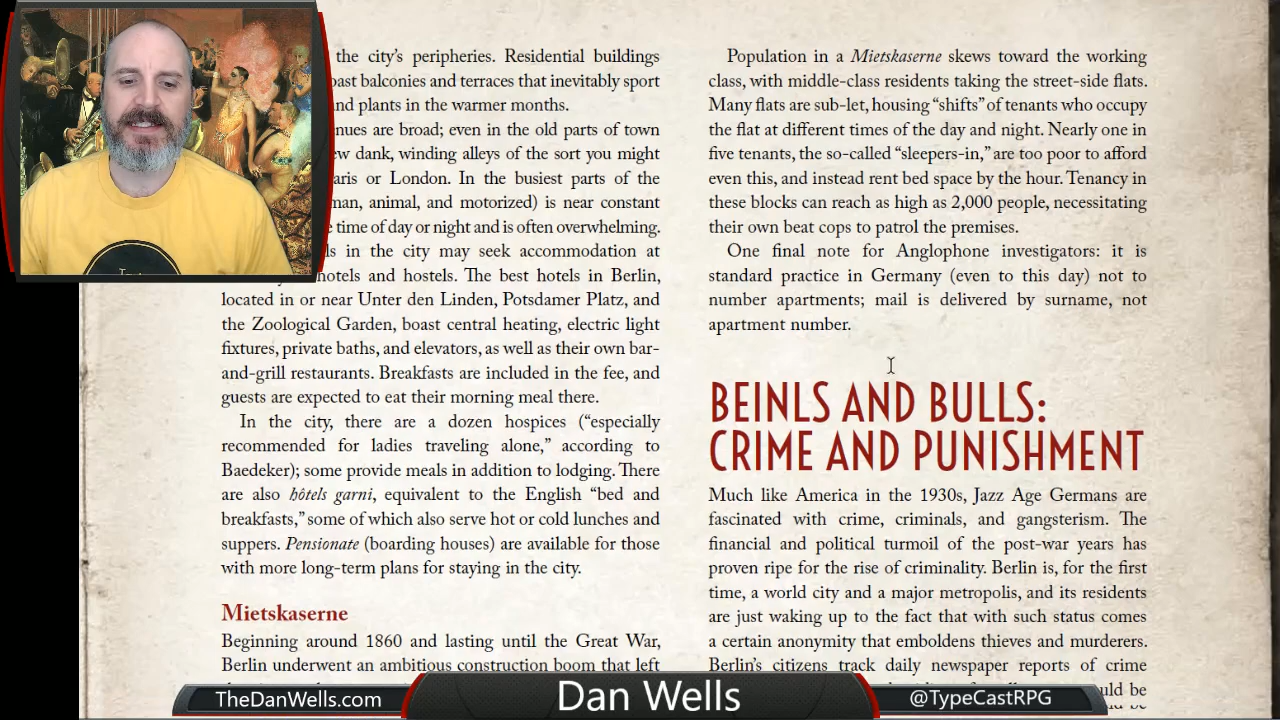 the city's peripheries. Residential buildings
balconies and terraces that inevitably sport
plants in the warmer months.
are broad; even in the old parts of town
dank, winding alleys of the sort you might
or London. In the busiest parts of the
animal, and motorized) is near constant
time of day or night and is often overwhelming.
in the city may seek accommodation at
hotels and hostels. The best hotels in Berlin,
located in or near Unter den Linden, Potsdamer Platz, and
the Zoological Garden, boast central heating, electric light
fixtures, private baths, and elevators, as well as their own bar-
and-grill restaurants. Breakfasts are included in the fee, and
guests are expected to eat their morning meal there.
In the city, there are a dozen hospices (“especially
recommended for ladies traveling alone,” according to
Baedeker); some provide meals in addition to lodging. There
are also hôtels garni, equivalent to the English “bed and
breakfasts,” some of which also serve hot or cold lunches and
suppers. Pensionate (boarding houses) are available for those
with more long-term plans for staying in the city.
Mietskaserne
Beginning around 1860 and lasting until the Great War,
Berlin underwent an ambitious construction boom that left
Population in a Mietskaserne skews toward the working
class, with middle-class residents taking the street-side flats.
Many flats are sub-let, housing “shifts” of tenants who occupy
the flat at different times of the day and night. Nearly one in
five tenants, the so-called “sleepers-in,” are too poor to afford
even this, and instead rent bed space by the hour. Tenancy in
these blocks can reach as high as 2,000 people, necessitating
their own beat cops to patrol the premises.
One final note for Anglophone investigators: it is
standard practice in Germany (even to this day) not to
number apartments; mail is delivered by surname, not
apartment number.
BEINLS AND BULLS:
CRIME AND PUNISHMENT
Much like America in the 1930s, Jazz Age Germans are
fascinated with crime, criminals, and gangsterism. The
financial and political turmoil of the post-war years has
proven ripe for the rise of criminality. Berlin is, for the first
time, a world city and a major metropolis, and its residents
are just waking up to the fact that with such status comes
a certain anonymity that emboldens thieves and murderers.
Berlin's citizens track daily newspaper reports of crime
TheDanWells.com
Dan Wells
@TypeCastRPG